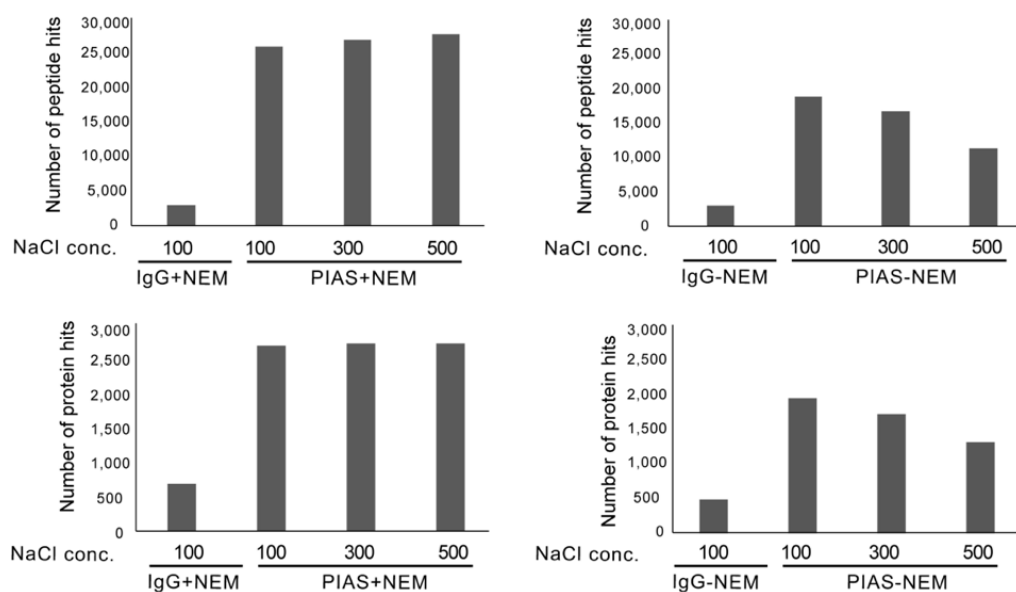 Number of peptide hits
30,000
25,000
20,000
15,000
10,000
5,000
0
NaCl conc. 100 100 300 500
IgG+NEM PIAS+NEM
Number of peptide hits
30,000
25,000
20,000
15,000
10,000
5,000
0
NaCl conc. 100 100 300 500
IgG-NEM PIAS-NEM
Number of protein hits
3,000
2,500
2,000
1,500
1,000
500
0
NaCl conc. 100 100 300 500
IgG+NEM PIAS+NEM
Number of protein hits
3,000
2,500
2,000
1,500
1,000
500
0
NaCl conc. 100 100 300 500
IgG-NEM PIAS-NEM